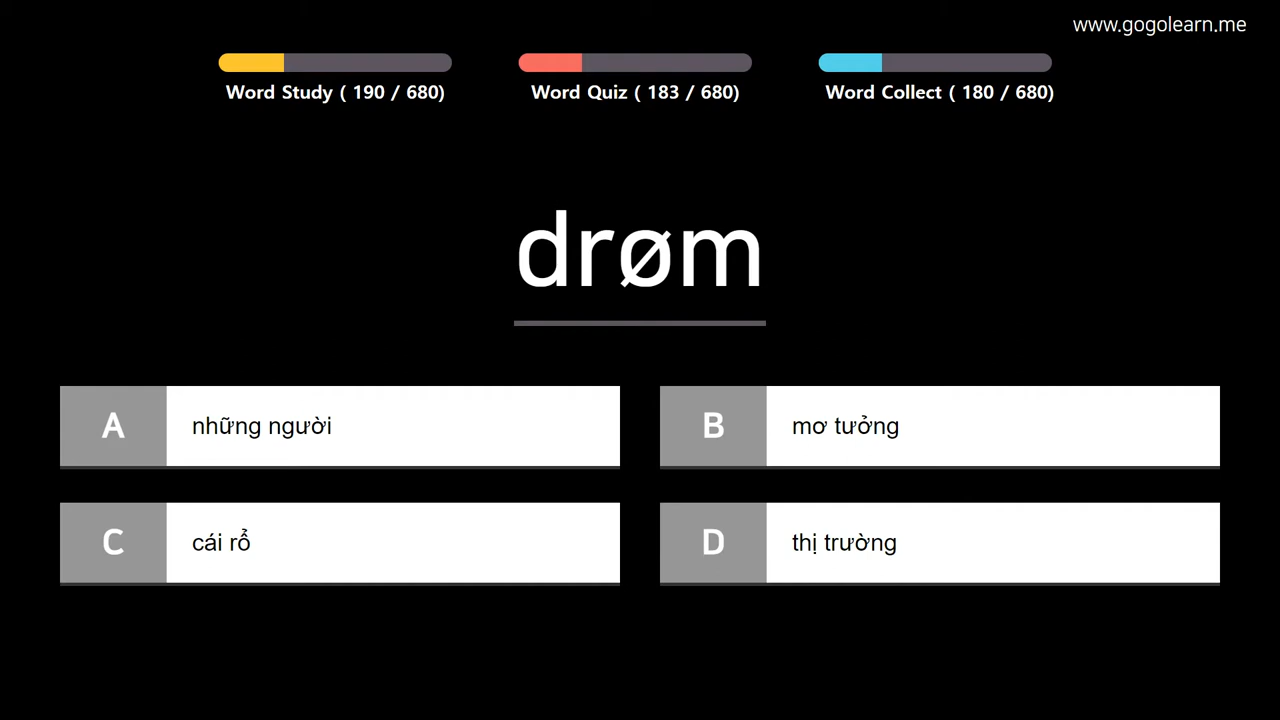 www.gogolearn.me
Word Study ( 190 / 680)
Word Quiz ( 183 / 680)
Word Collect ( 180 / 680)
drøm
A
những người
B
mơ tưởng
C
cái rổ
D
thị trường